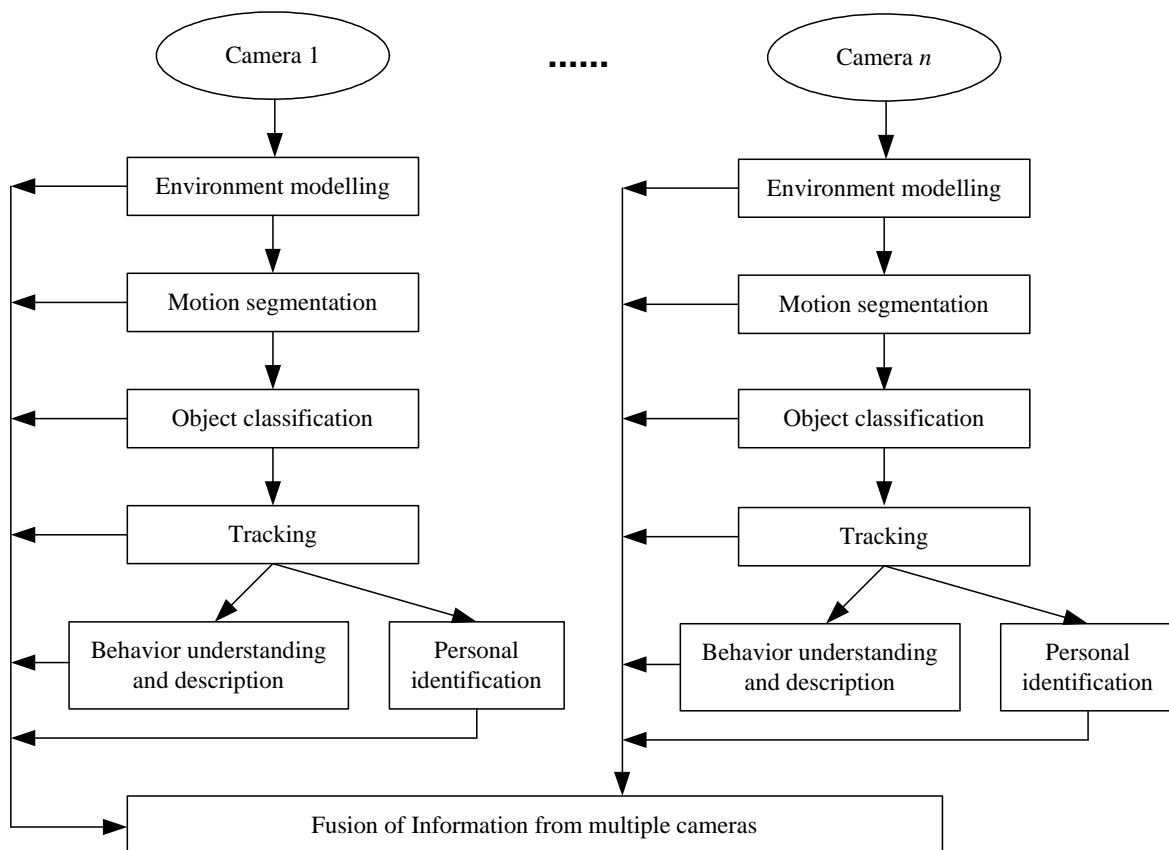 Camera 1
......
Camera n
Environment modelling
Motion segmentation
Object classification
Tracking
Behavior understanding
and description
Personal
identification
Environment modelling
Motion segmentation
Object classification
Tracking
Behavior understanding
and description
Personal
identification
Fusion of Information from multiple cameras